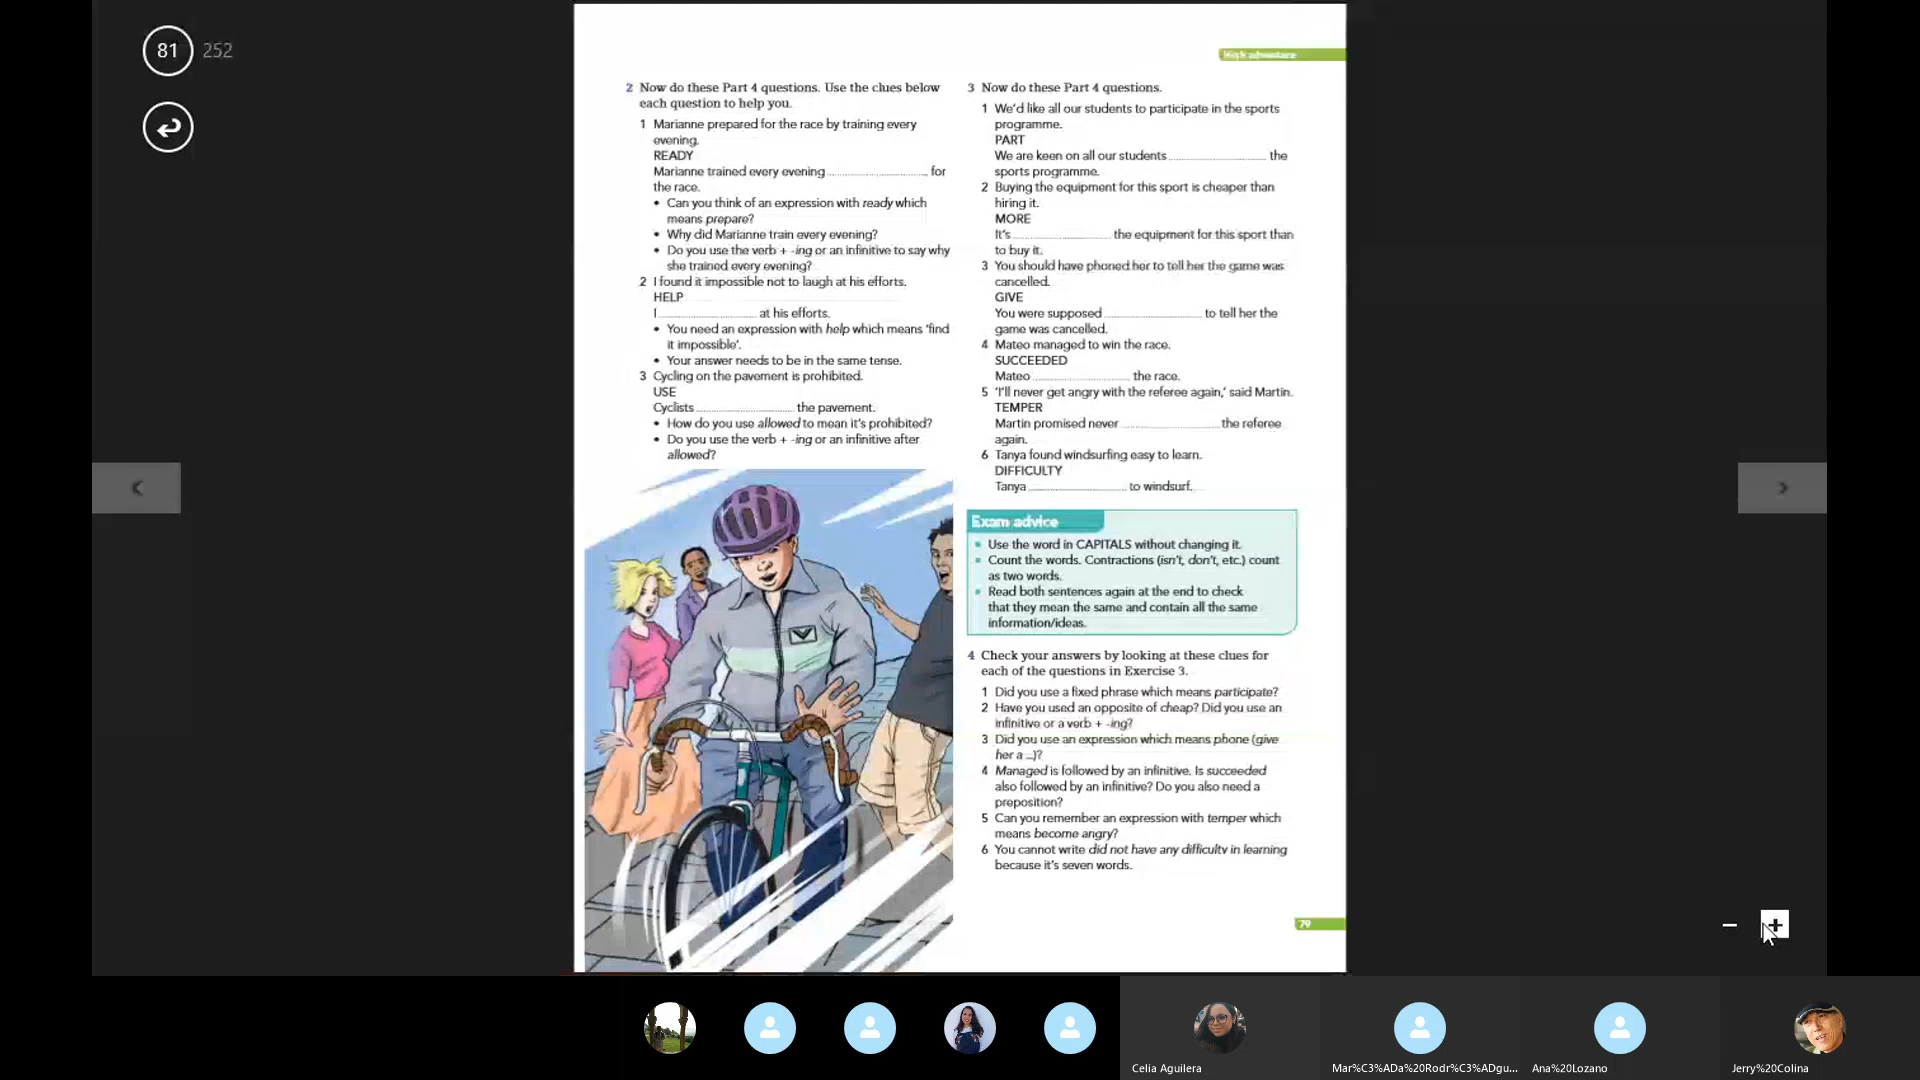 81 252
High adventure
2 Now do these Part 4 questions. Use the clues below
each question to help you.
1 Marianne prepared for the race by training every
evening.
READY
Marianne trained every evening .............................. for
the race.
• Can you think of an expression with ready which
means prepare?
• Why did Marianne train every evening?
• Do you use the verb + -ing or an infinitive to say why
she trained every evening?
2 I found it impossible not to laugh at his efforts.
HELP
I .............................. at his efforts.
• You need an expression with help which means 'find
it impossible'.
• Your answer needs to be in the same tense.
3 Cycling on the pavement is prohibited.
USE
Cyclists .............................. the pavement.
• How do you use allowed to mean it's prohibited?
• Do you use the verb + -ing or an infinitive after
allowed?
3 Now do these Part 4 questions.
1 We'd like all our students to participate in the sports
programme.
PART
We are keen on all our students .............................. the
sports programme.
2 Buying the equipment for this sport is cheaper than
hiring it.
MORE
It's .............................. the equipment for this sport than
to buy it.
3 You should have phoned her to tell her the game was
cancelled.
GIVE
You were supposed .............................. to tell her the
game was cancelled.
4 Mateo managed to win the race.
SUCCEEDED
Mateo .............................. the race.
5 'I'll never get angry with the referee again,' said Martin.
TEMPER
Martin promised never .............................. the referee
again.
6 Tanya found windsurfing easy to learn.
DIFFICULTY
Tanya .............................. to windsurf.
Exam advice
Use the word in CAPITALS without changing it.
Count the words. Contractions (isn't, don't, etc.) count
as two words.
Read both sentences again at the end to check
that they mean the same and contain all the same
information/ideas.
4 Check your answers by looking at these clues for
each of the questions in Exercise 3.
1 Did you use a fixed phrase which means participate?
2 Have you used an opposite of cheap? Did you use an
infinitive or a verb + -ing?
3 Did you use an expression which means phone (give
her a ...)?
4 Managed is followed by an infinitive. Is succeeded
also followed by an infinitive? Do you also need a
preposition?
5 Can you remember an expression with temper which
means become angry?
6 You cannot write did not have any difficulty in learning
because it's seven words.
79
Celia Aguilera
Mar%C3%ADa%20Rodr%C3%ADgu...
Ana%20Lozano
Jerry%20Colina